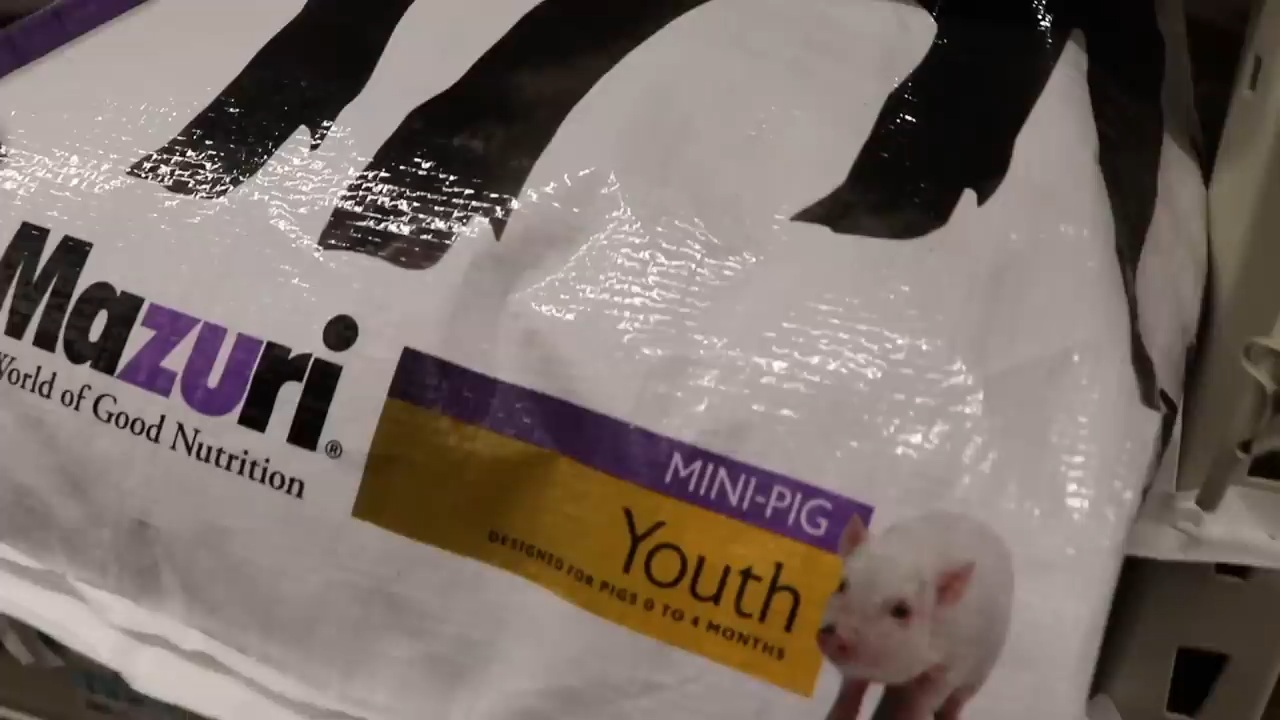 Mazuri®
World of Good Nutrition
MINI-PIG
Youth
DESIGNED FOR PIGS 0 TO 4 MONTHS